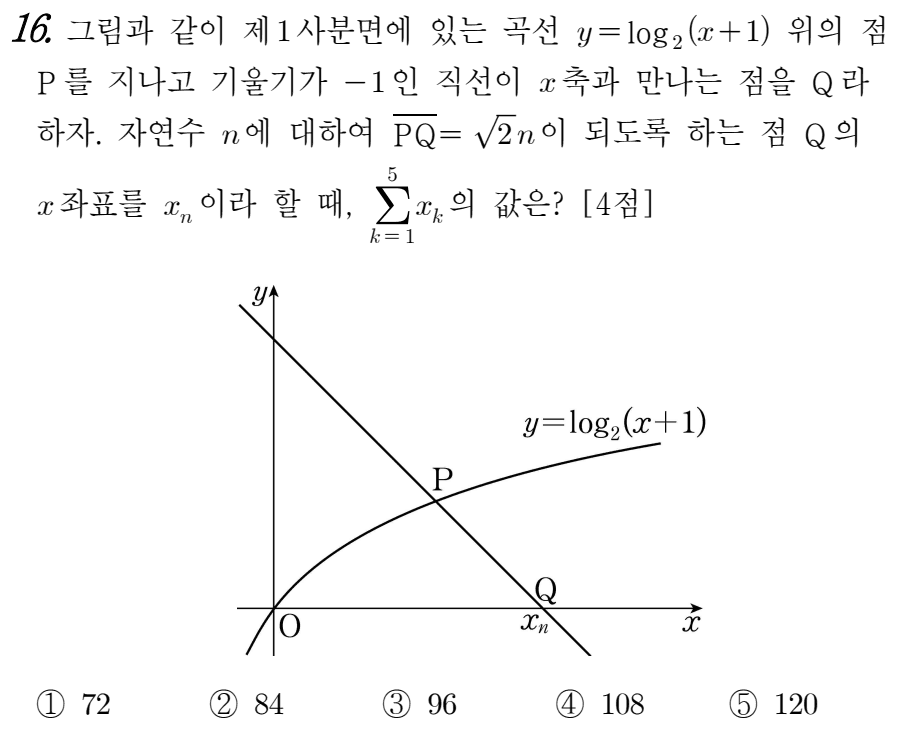 16. 그림과 같이 제1사분면에 있는 곡선 y=log₂(x+1) 위의 점
P를 지나고 기울기가 −1인 직선이 x축과 만나는 점을 Q라
하자. 자연수 n에 대하여 P̅Q̅=√2n이 되도록 하는 점 Q의
x좌표를 xₙ이라 할 때, ∑_{k=1}^{5} x_k의 값은? [4점]
y
y=log₂(x+1)
P
Q
O
xₙ
x
① 72 ② 84 ③ 96 ④ 108 ⑤ 120